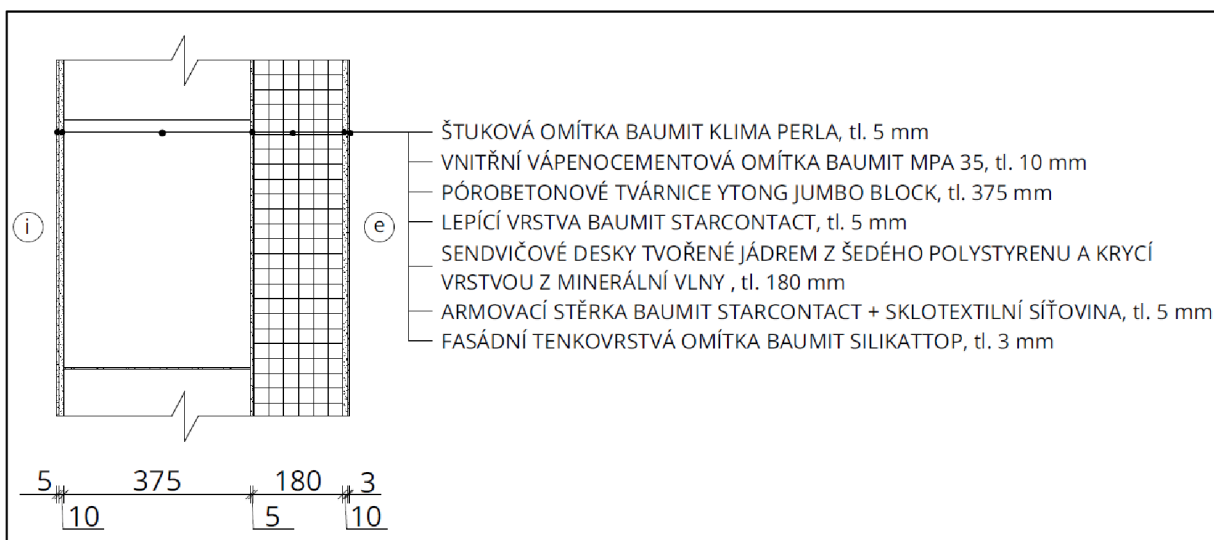 ŠTUKOVÁ OMÍTKA BAUMIT KLIMA PERLA, tl. 5 mm
VNITŘNÍ VÁPENOCEMENTOVÁ OMÍTKA BAUMIT MPA 35, tl. 10 mm
PÓROBETONOVÉ TVÁRNICE YTONG JUMBO BLOCK, tl. 375 mm
i
e
LEPÍCÍ VRSTVA BAUMIT STARCONTACT, tl. 5 mm
SENDVIČOVÉ DESKY TVOŘENÉ JÁDREM Z ŠEDÉHO POLYSTYRENU A KRYCÍ
VRSTVOU Z MINERÁLNÍ VLNY , tl. 180 mm
ARMOVACÍ STĚRKA BAUMIT STARCONTACT + SKLOTEXTILNÍ SÍŤOVINA, tl. 5 mm
FASÁDNÍ TENKOVRSTVÁ OMÍTKA BAUMIT SILIKATTOP, tl. 3 mm
5 375 180 3
10 5 10